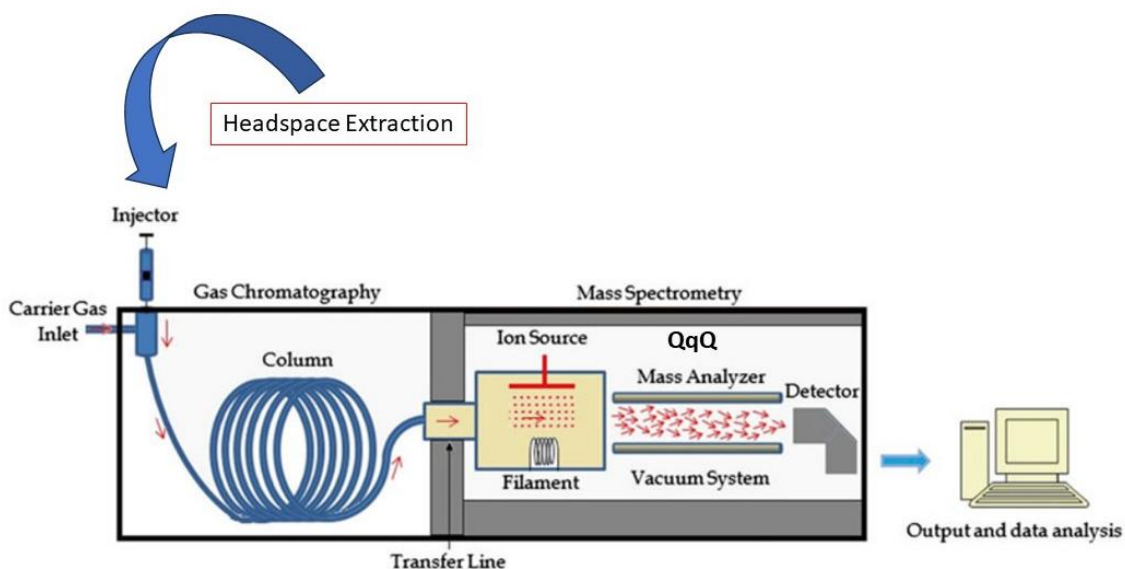 Headspace Extraction
Injector
Gas Chromatography
Mass Spectrometry
Carrier Gas
Inlet
Column
Ion Source
QqQ
Mass Analyzer
Detector
Filament
Vacuum System
Transfer Line
Output and data analysis